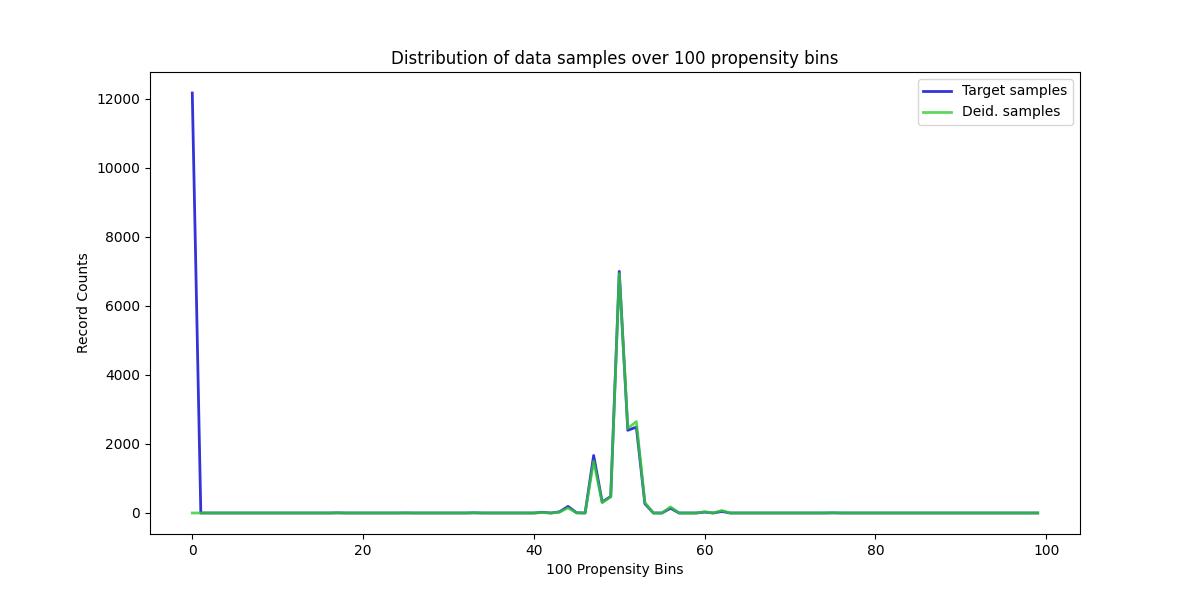 Distribution of data samples over 100 propensity bins
Target samples
Deid. samples
12000
10000
8000
6000
4000
2000
0
Record Counts
0 20 40 60 80 100
100 Propensity Bins